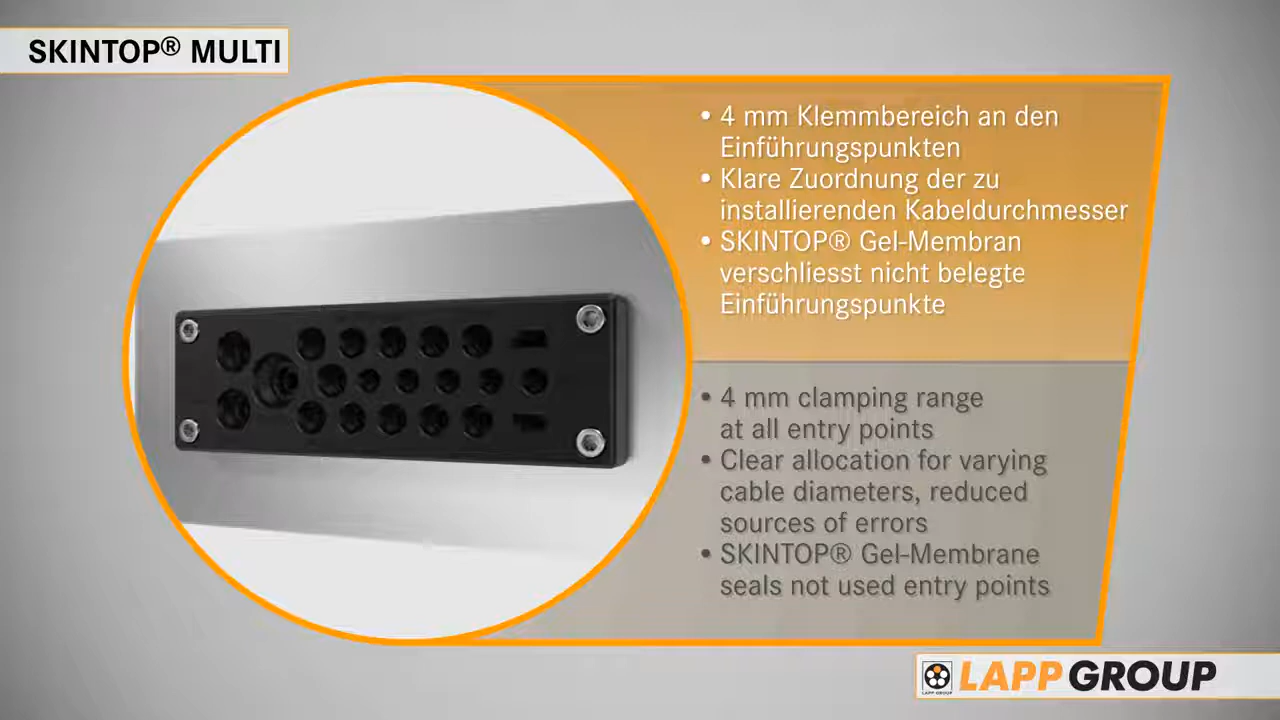 SKINTOP® MULTI
• 4 mm Klemmbereich an den
Einführungspunkten
• Klare Zuordnung der zu
installierenden Kabeldurchmesser
• SKINTOP® Gel-Membran
verschliesst nicht belegte
Einführungspunkte
• 4 mm clamping range
at all entry points
• Clear allocation for varying
cable diameters, reduced
sources of errors
• SKINTOP® Gel-Membrane
seals not used entry points
LAPP GROUP
LAPP GROUP